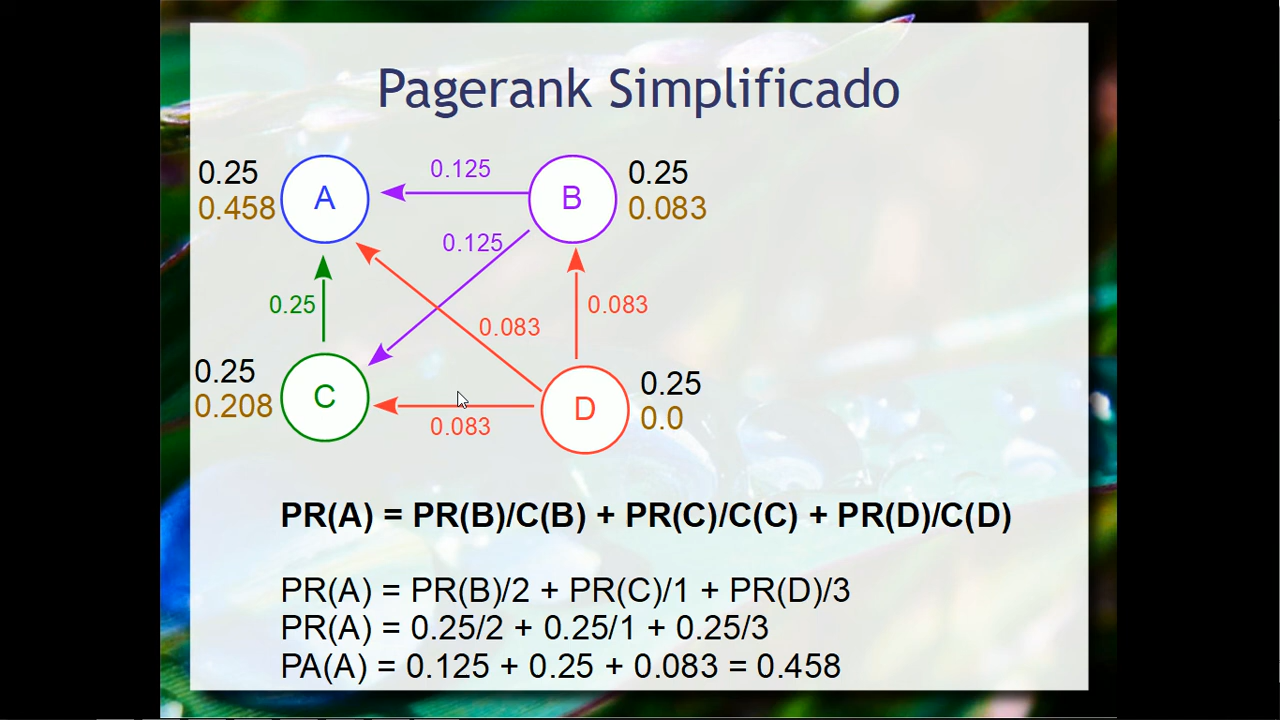 Pagerank Simplificado
0.25
0.458
A
0.125
B
0.25
0.083
0.125
0.25
0.083
0.083
0.25
0.208
C
0.083
D
0.25
0.0
PR(A) = PR(B)/C(B) + PR(C)/C(C) + PR(D)/C(D)
PR(A) = PR(B)/2 + PR(C)/1 + PR(D)/3
PR(A) = 0.25/2 + 0.25/1 + 0.25/3
PA(A) = 0.125 + 0.25 + 0.083 = 0.458